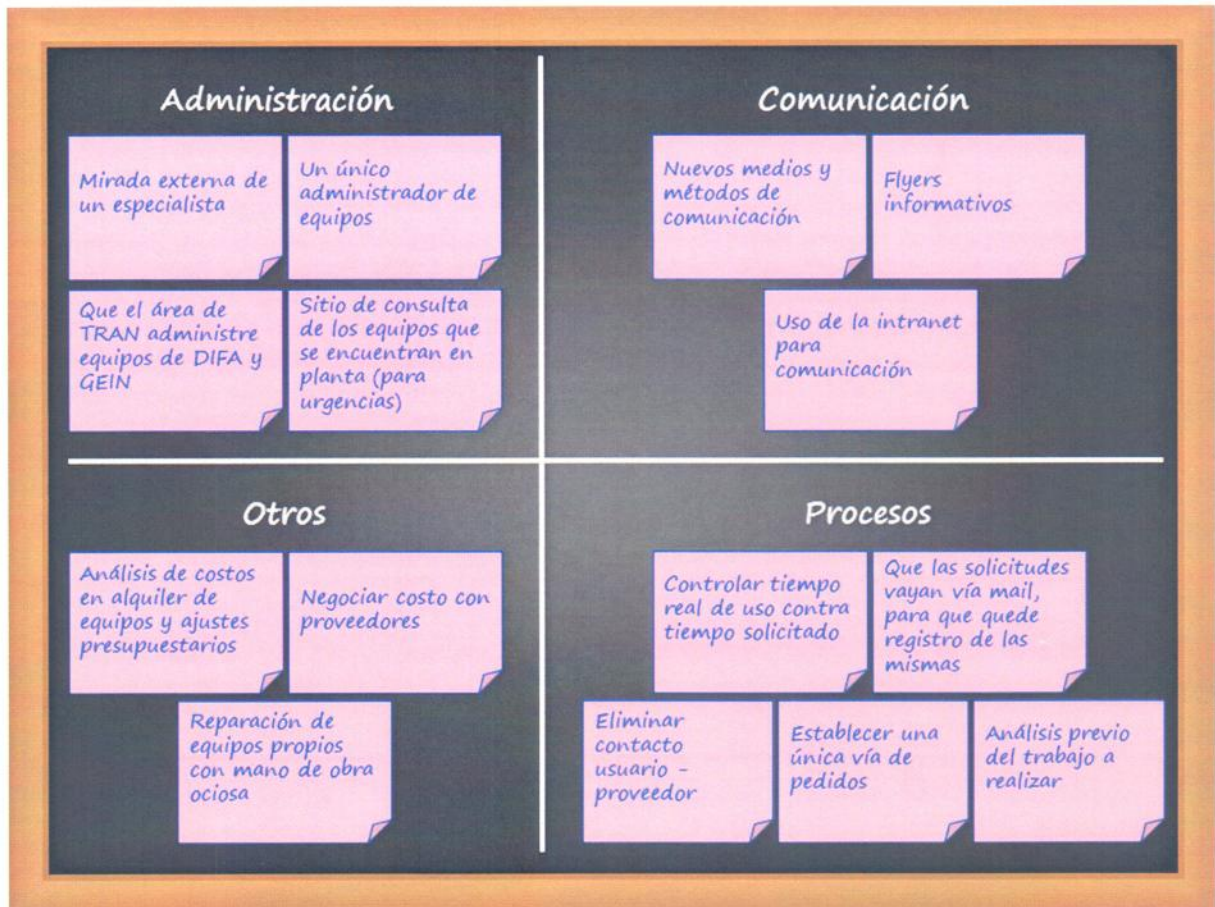 Administración
Mirada externa de
un especialista
Un único
administrador de
equipos
Que el área de
TRAN administre
equipos de DIFA y
GEIN
Sitio de consulta
de los equipos que
se encuentran en
planta (para
urgencias)
Comunicación
Nuevos medios y
métodos de
comunicación
Flyers
informativos
Uso de la intranet
para
comunicación
Otros
Análisis de costos
en alquiler de
equipos y ajustes
presupuestarios
Negociar costo con
proveedores
Reparación de
equipos propios
con mano de obra
ociosa
Procesos
Controlar tiempo
real de uso contra
tiempo solicitado
Que las solicitudes
vayan vía mail,
para que quede
registro de las
mismas
Eliminar
contacto
usuario -
proveedor
Establecer una
única vía de
pedidos
Análisis previo
del trabajo a
realizar